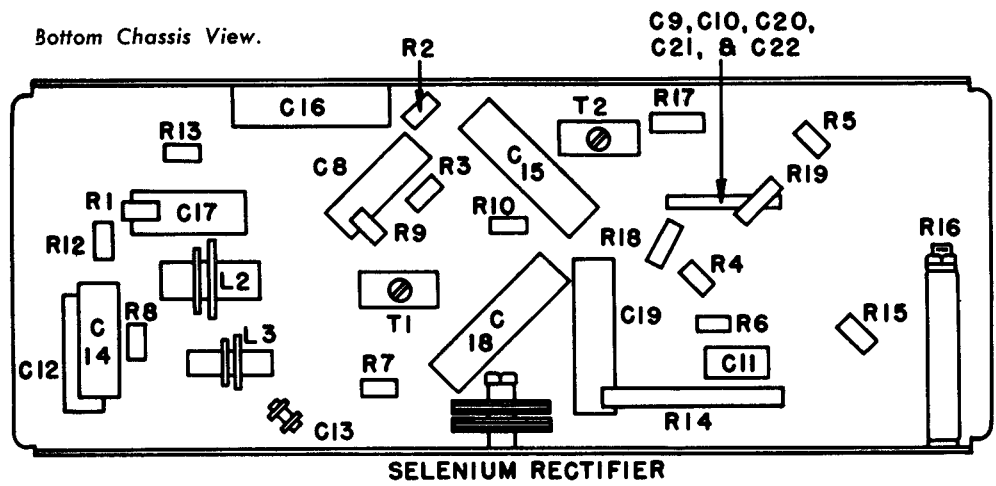 Bottom Chassis View.
C9, C10, C20,
C21, & C22
R2
C16
T2
R17
R5
R13
C8
R3
C
15
R19
R1
C17
R10
R9
R12
R18
R16
L2
R4
T1
C
14
R8
C
18
C19
R6
R15
L3
C12
R7
C11
C13
R14
SELENIUM RECTIFIER